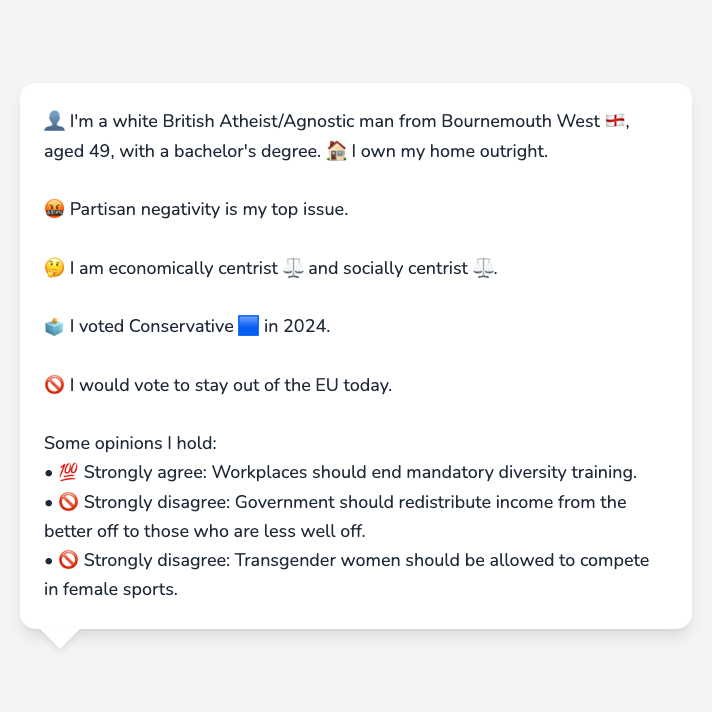 👤 I'm a white British Atheist/Agnostic man from Bournemouth West 🏴󠁧󠁢󠁥󠁮󠁧󠁿,
aged 49, with a bachelor's degree. 🏠 I own my home outright.
🤬 Partisan negativity is my top issue.
🤔 I am economically centrist ⚖️ and socially centrist ⚖️.
🗳️ I voted Conservative 🟦 in 2024.
🚫 I would vote to stay out of the EU today.
Some opinions I hold:
• 💯 Strongly agree: Workplaces should end mandatory diversity training.
• 🚫 Strongly disagree: Government should redistribute income from the
better off to those who are less well off.
• 🚫 Strongly disagree: Transgender women should be allowed to compete
in female sports.